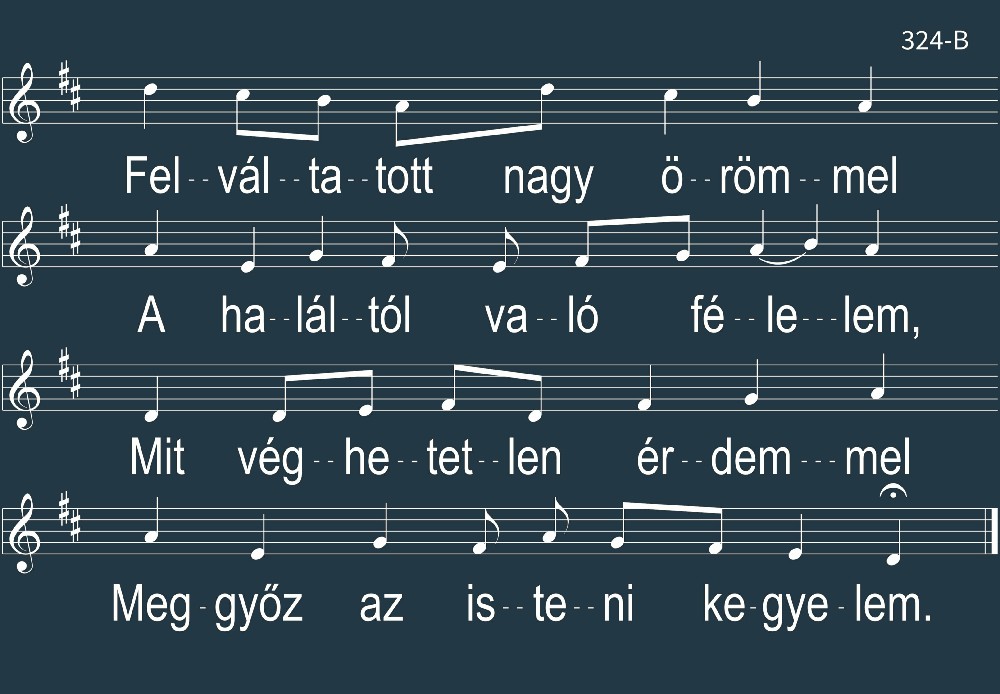 324-B
Fel--vál--ta--tott nagy ö--röm--mel
A ha--lál--tól va--ló fé--le---lem,
Mit vég--he--tet--len ér--dem---mel
Meg-győz az is--te--ni ke-gye-lem.